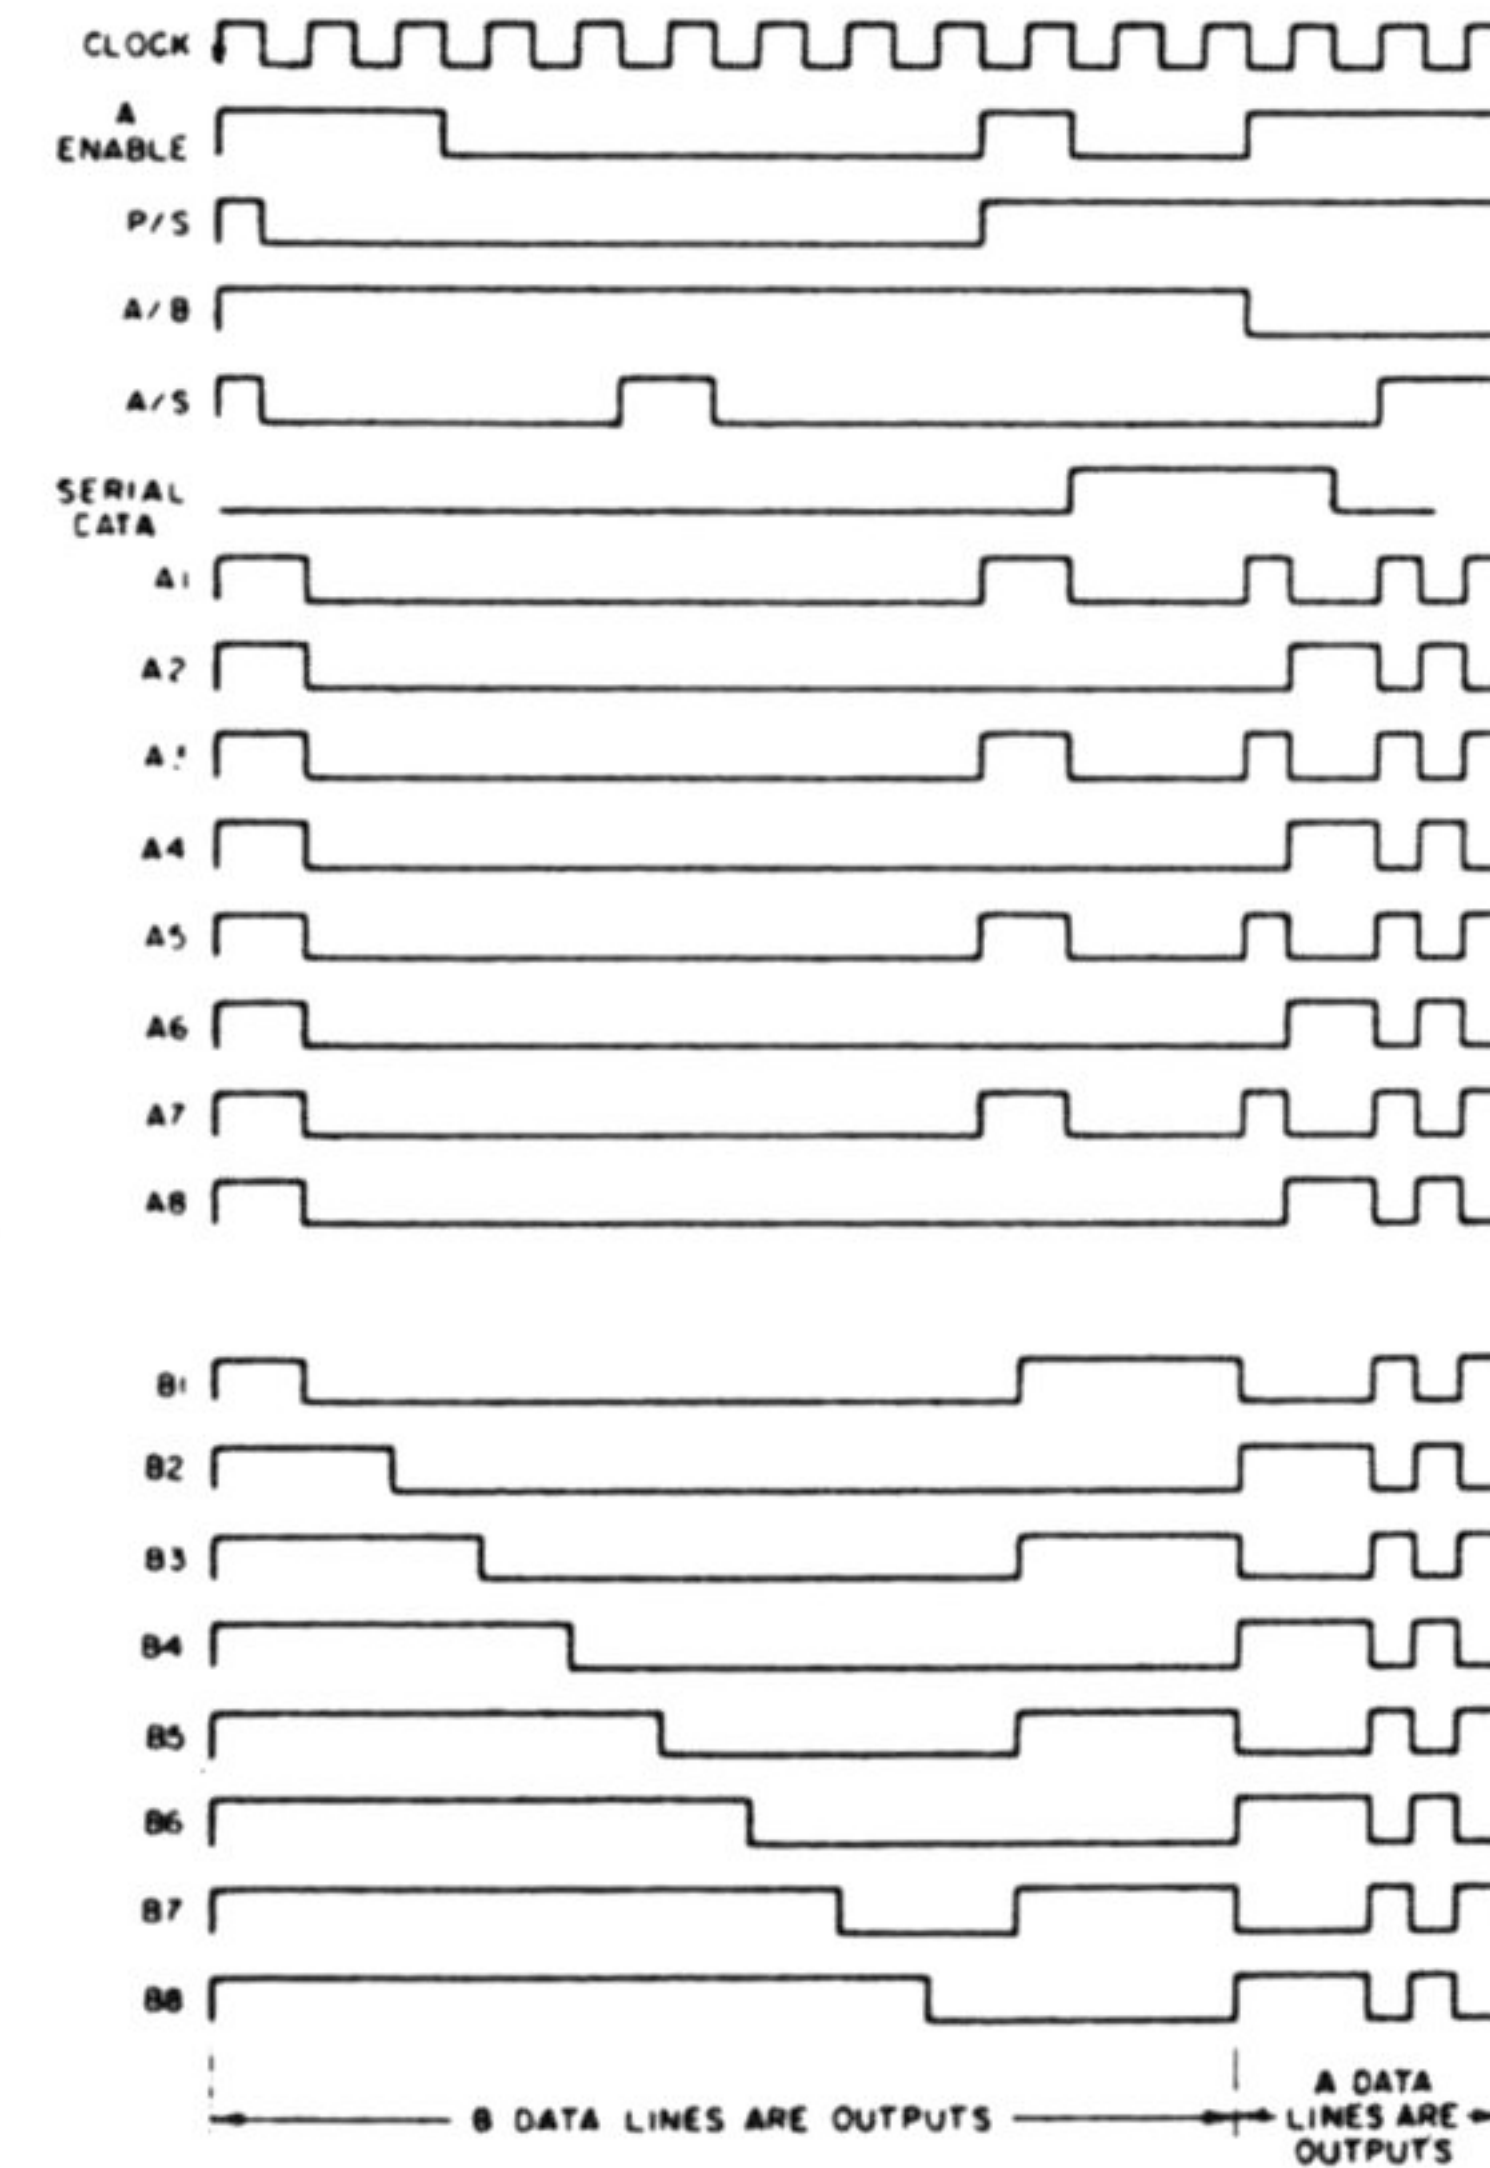 CLOCK
A
ENABLE
P/S
A/B
A/S
SERIAL
CATA
A1
A2
A4
A5
A6
A7
A8
B1
B2
B3
B4
B5
B6
B7
B8
B DATA LINES ARE OUTPUTS
A DATA
LINES ARE
OUTPUTS